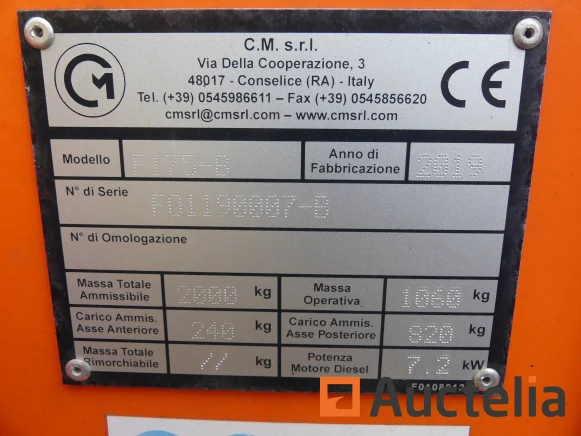 C.M. s.r.l.
Via Della Cooperazione, 3
48017 - Conselice (RA) - Italy
Tel. (+39) 0545986611 – Fax (+39) 0545856620
cmsrl@cmsrl.com – www.cmsrl.com
CM
CE
Modello F175-B Anno di Fabbricazione 2019
N° di Serie
FD1190007-B
N° di Omologazione
Massa Totale Ammissibile 2000 kg Massa Operativa 1060 kg
Carico Ammis. Asse Anteriore 240 kg Carico Ammis. Asse Posteriore 820 kg
Massa Totale Rimorchiabile // kg Potenza Motore Diesel 7.2 kW
Auctelia